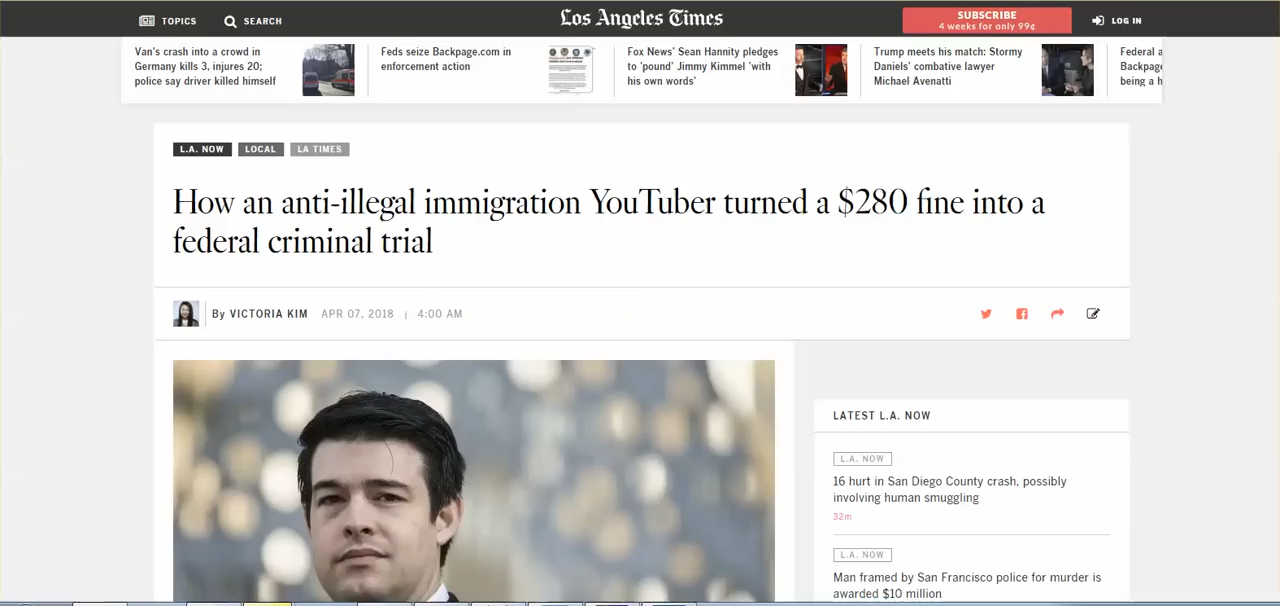 TOPICS
SEARCH
Los Angeles Times
SUBSCRIBE
4 weeks for only 99¢
LOG IN
Van's crash into a crowd in
Germany kills 3, injures 20;
police say driver killed himself
Feds seize Backpage.com in
enforcement action
Fox News' Sean Hannity pledges
to 'pound' Jimmy Kimmel 'with
his own words'
Trump meets his match: Stormy
Daniels' combative lawyer
Michael Avenatti
Federal a
Backpag
being a h
L.A. NOW
LOCAL
LA TIMES
How an anti-illegal immigration YouTuber turned a $280 fine into a
federal criminal trial
By VICTORIA KIM
APR 07, 2018 | 4:00 AM
LATEST L.A. NOW
L.A. NOW
16 hurt in San Diego County crash, possibly
involving human smuggling
32m
L.A. NOW
Man framed by San Francisco police for murder is
awarded $10 million